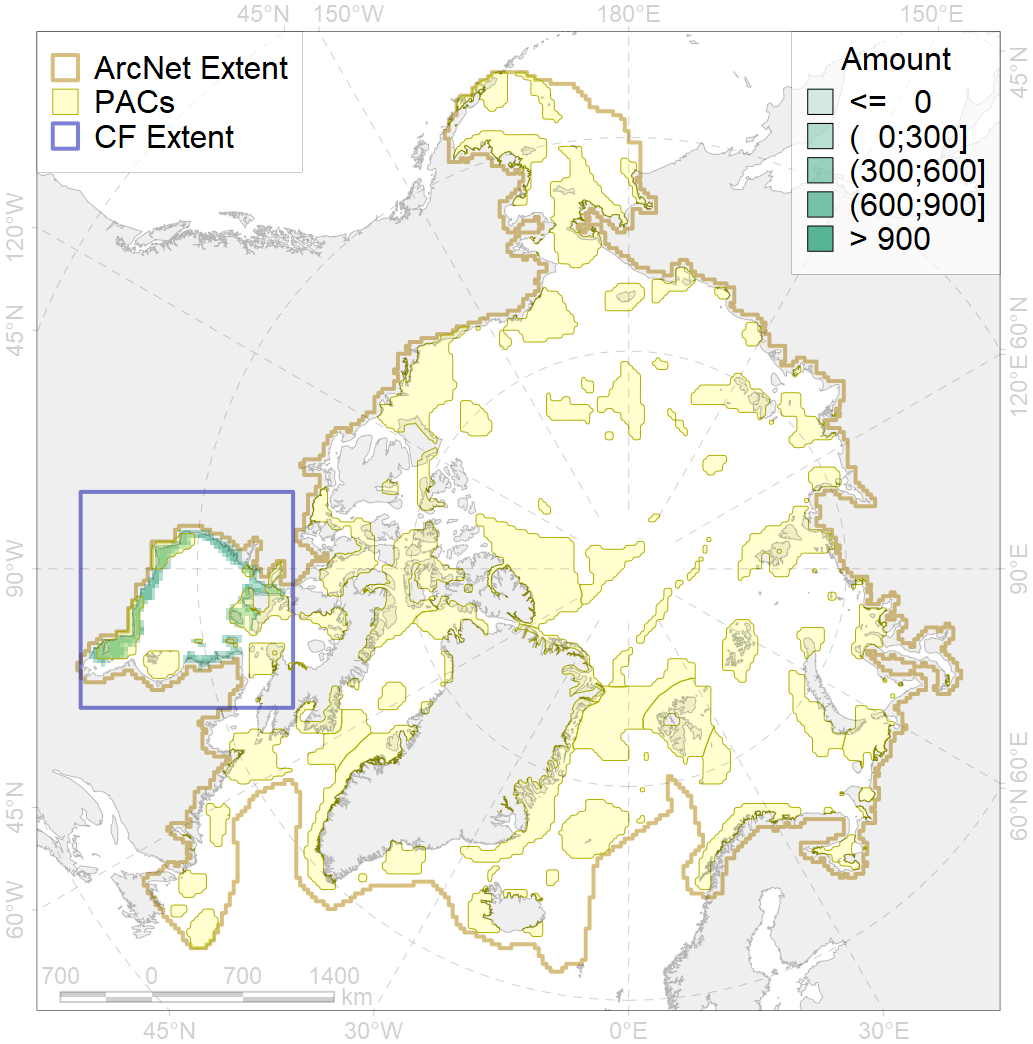 45°N 150°W 180°E 150°E
ArcNet Extent
PACs
CF Extent
Amount
<= 0
( 0;300]
(300;600]
(600;900]
> 900
45°N
120°W
60°N
45°N
120°E
90°W
90°E
60°E
45°N
60°N
60°W
700 0 700 1400
km
45°N 30°W 0°E 30°E